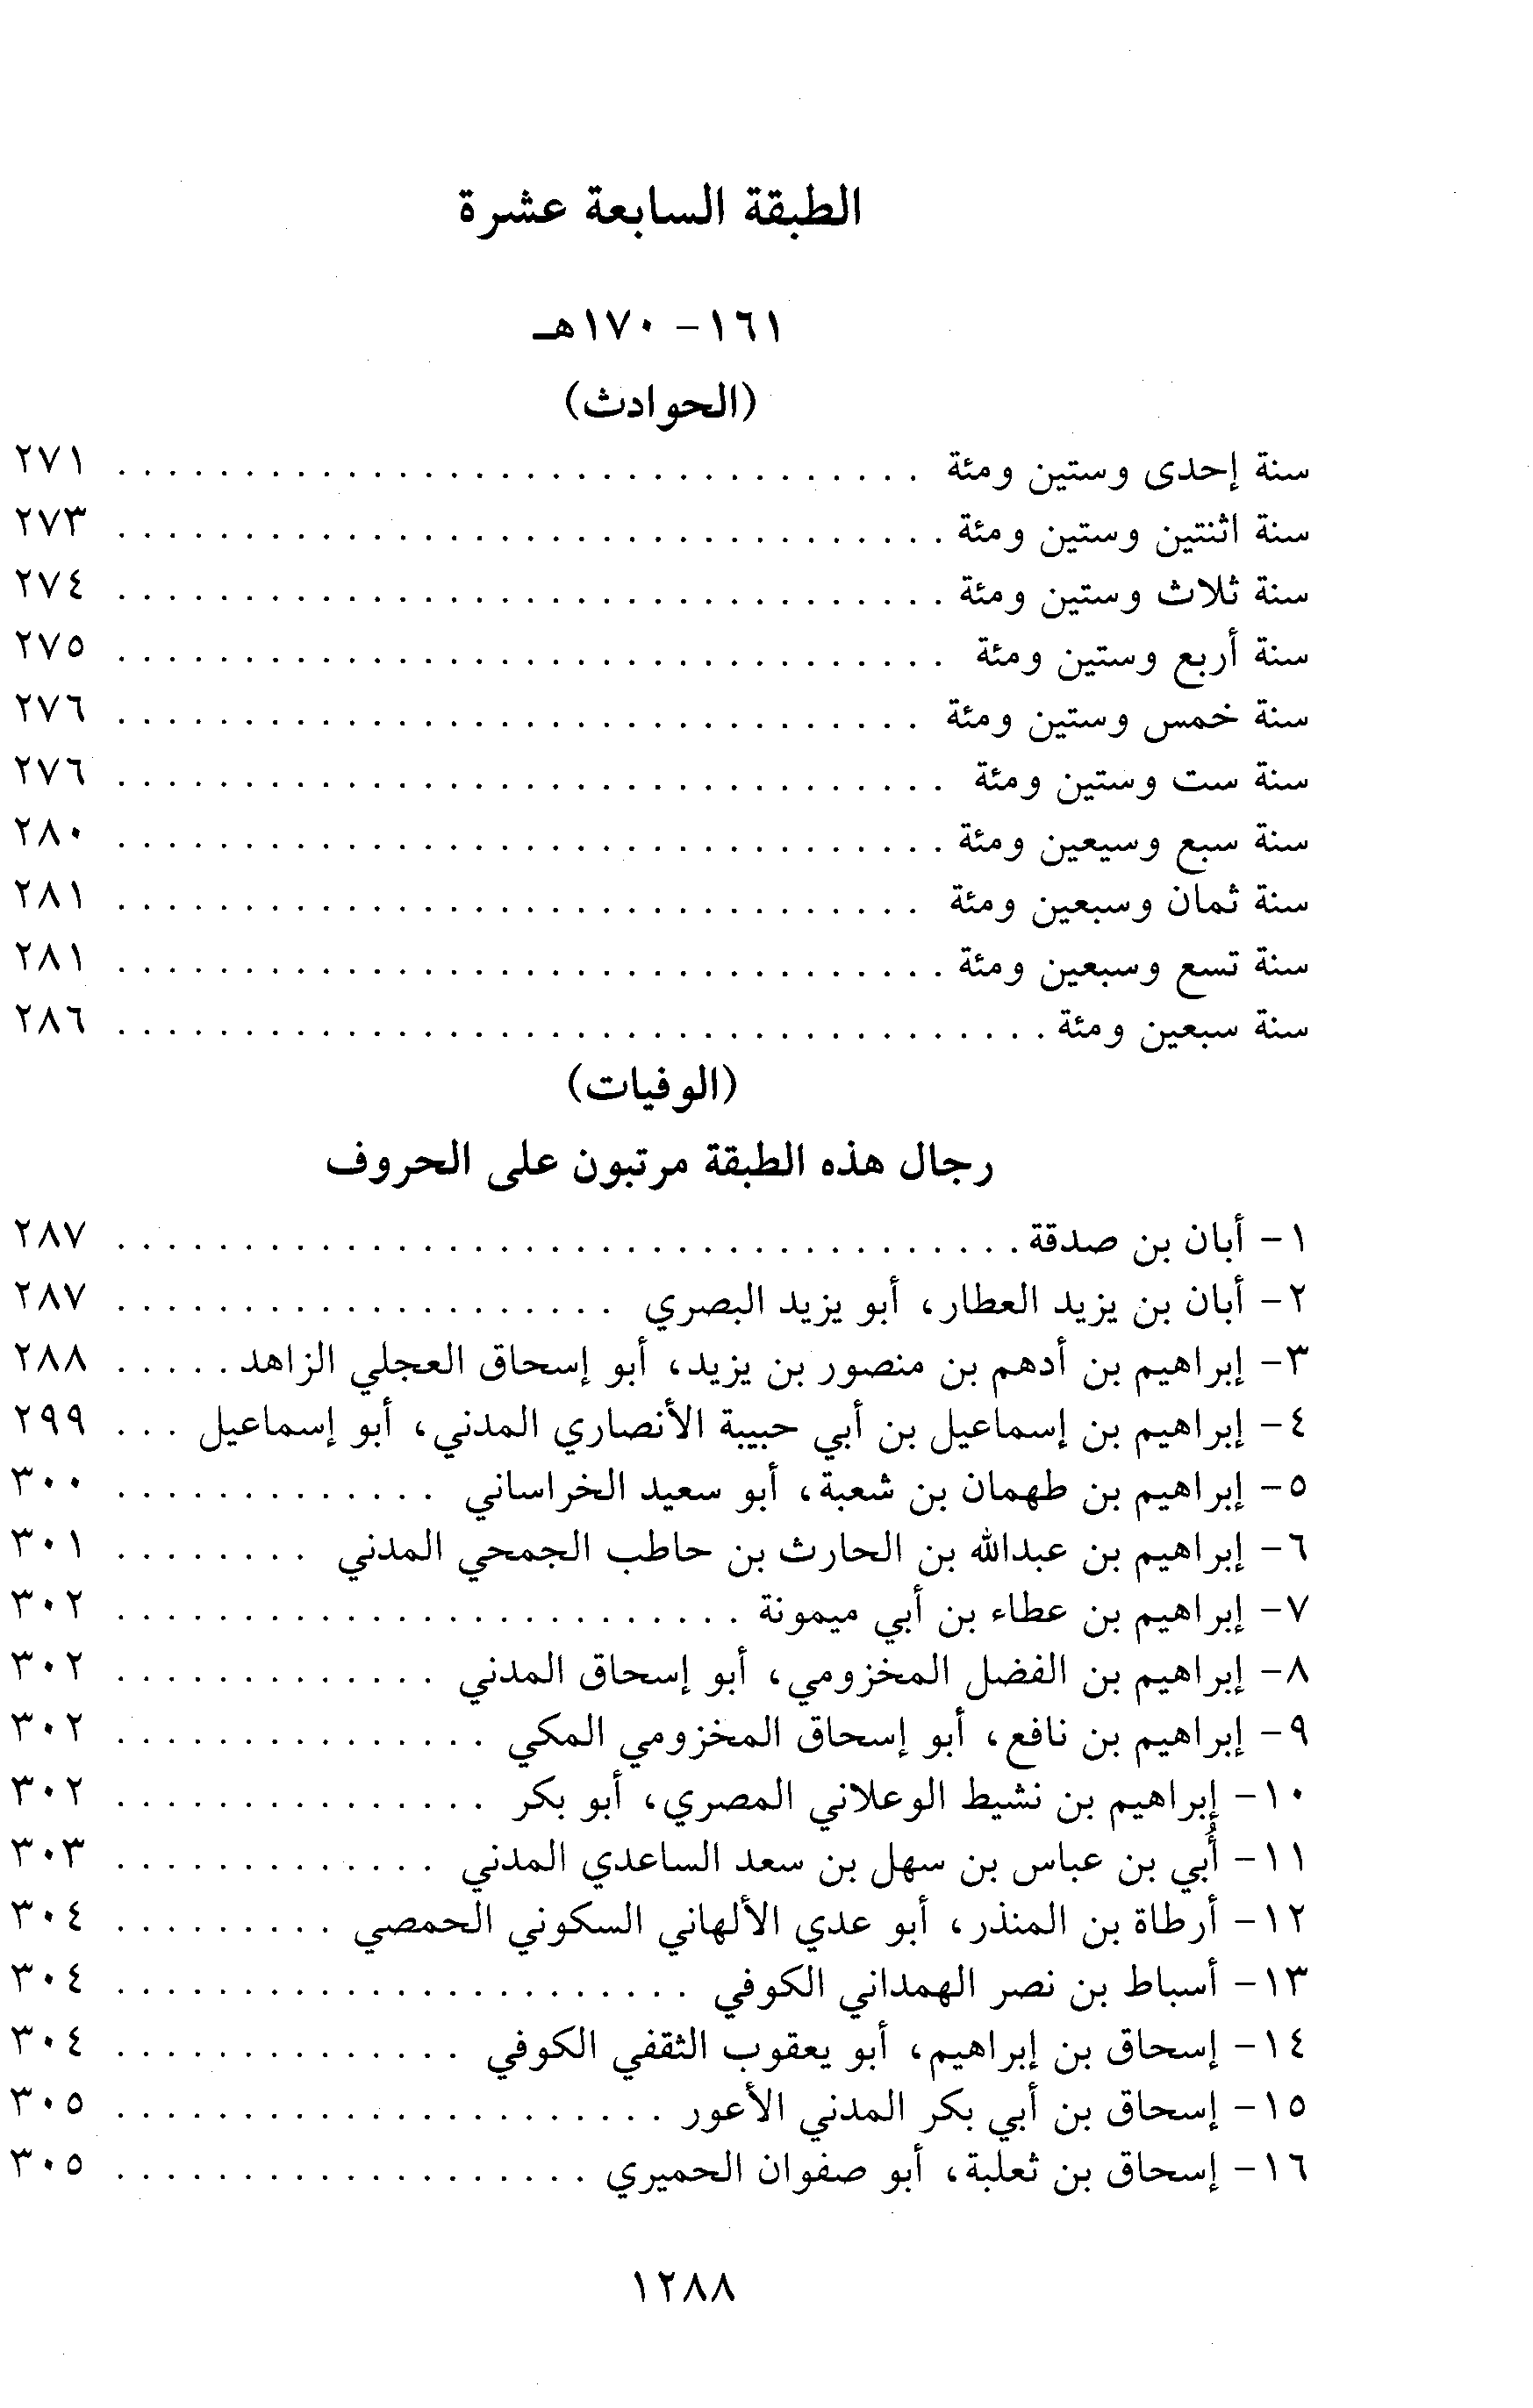 الطبقة السابعة عشرة
١٦١- ١٧٠هـ
(الحوادث)
سنة إحدى وستين ومئة ................................ ٢٧١
سنة اثنتين وستين ومئة ................................. ٢٧٣
سنة ثلاث وستين ومئة ................................. ٢٧٤
سنة أربع وستين ومئة ................................. ٢٧٥
سنة خمس وستين ومئة ................................ ٢٧٦
سنة ست وستين ومئة ................................. ٢٧٦
سنة سبع وسيعين ومئة ................................. ٢٨٠
سنة ثمان وسبعين ومئة ................................ ٢٨١
سنة تسع وسبعين ومئة ................................. ٢٨١
سنة سبعين ومئة ..................................... ٢٨٦
(الوفيات)
رجال هذه الطبقة مرتبون على الحروف
١- أبان بن صدقة .................................... ٢٨٧
٢- أبان بن يزيد العطار، أبو يزيد البصري .................... ٢٨٧
٣- إبراهيم بن أدهم بن منصور بن يزيد، أبو إسحاق العجلي الزاهد ..... ٢٨٨
٤- إبراهيم بن إسماعيل بن أبي حبيبة الأنصاري المدني، أبو إسماعيل ... ٢٩٩
٥- إبراهيم بن طهمان بن شعبة، أبو سعيد الخراساني ............. ٣٠٠
٦- إبراهيم بن عبدالله بن الحارث بن حاطب الجمحي المدني ........ ٣٠١
٧- إبراهيم بن عطاء بن أبي ميمونة ......................... ٣٠٢
٨- إبراهيم بن الفضل المخزومي، أبو إسحاق المدني ............. ٣٠٢
٩- إبراهيم بن نافع، أبو إسحاق المخزومي المكي ............... ٣٠٢
١٠- إبراهيم بن نشيط الوعلاني المصري، أبو بكر ............... ٣٠٢
١١- أُبي بن عباس بن سهل بن سعد الساعدي المدني ............. ٣٠٣
١٢- أرطاة بن المنذر، أبو عدي الألهاني السكوني الحمصي ......... ٣٠٤
١٣- أسباط بن نصر الهمداني الكوفي ....................... ٣٠٤
١٤- إسحاق بن إبراهيم، أبو يعقوب الثقفي الكوفي .............. ٣٠٤
١٥- إسحاق بن أبي بكر المدني الأعور ...................... ٣٠٥
١٦- إسحاق بن ثعلبة، أبو صفوان الحميري ................... ٣٠٥
١٢٨٨